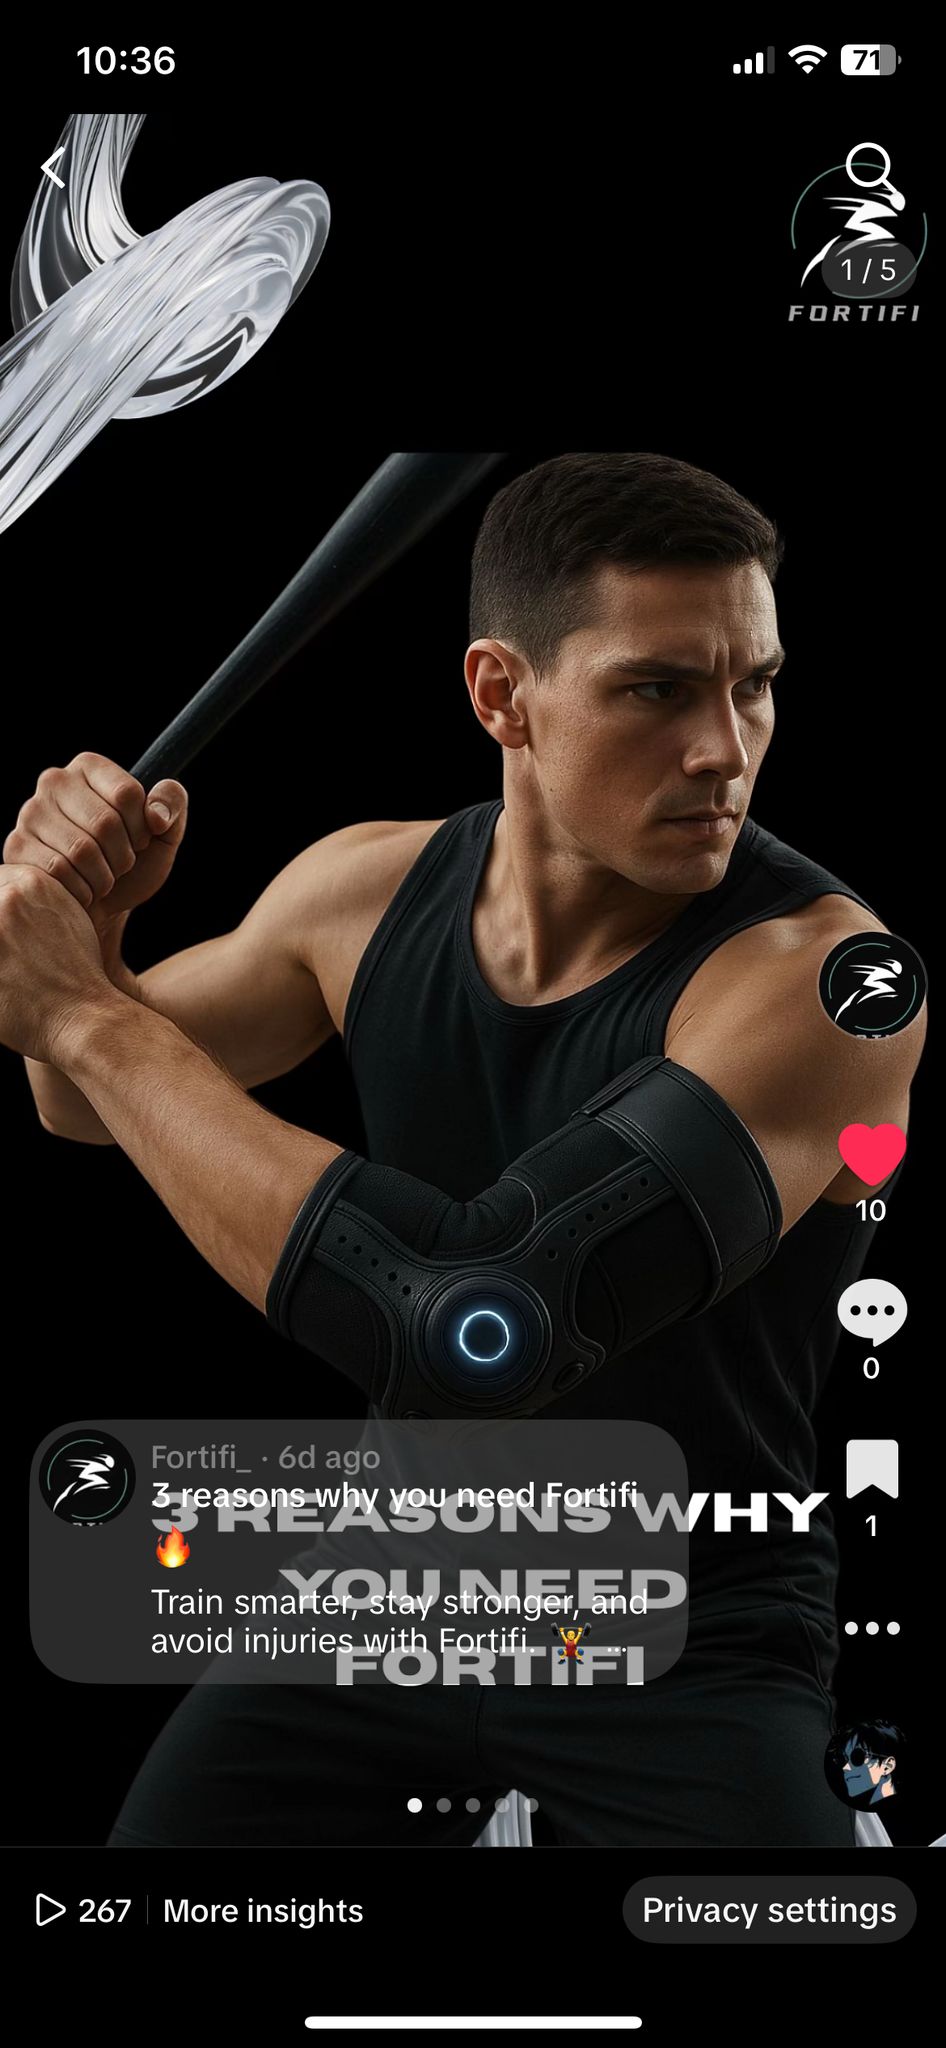 10:36
71
1 / 5
FORTIFI
10
0
Fortifi_ · 6d ago
3 reasons why you need Fortifi
🔥
Train smarter, stay stronger, and
avoid injuries with Fortifi. 🏋️ ...
3 REASONS WHY
YOU NEED
FORTIFI
1
267
More insights
Privacy settings